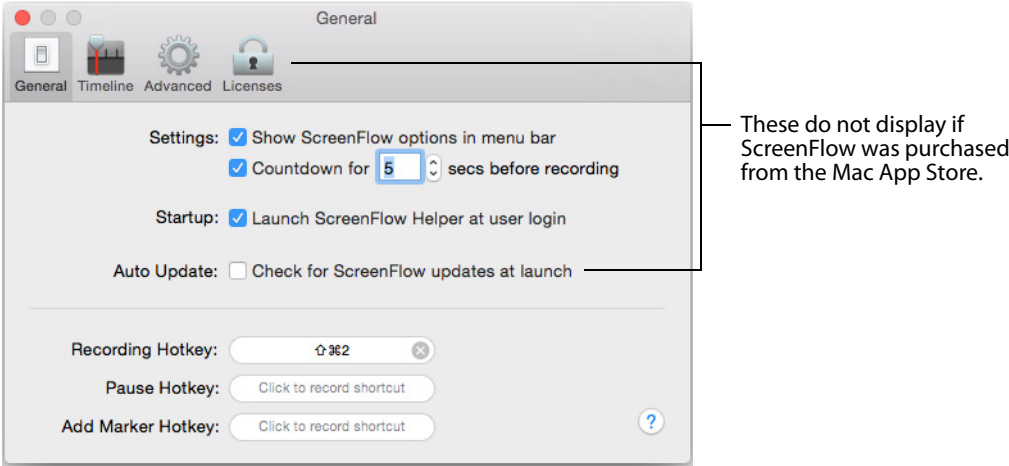 General
General Timeline Advanced Licenses
Settings: Show ScreenFlow options in menu bar
Countdown for 5 secs before recording
Startup: Launch ScreenFlow Helper at user login
Auto Update: Check for ScreenFlow updates at launch
Recording Hotkey: ⇧⌘2
Pause Hotkey: Click to record shortcut
Add Marker Hotkey: Click to record shortcut
?
These do not display if
ScreenFlow was purchased
from the Mac App Store.